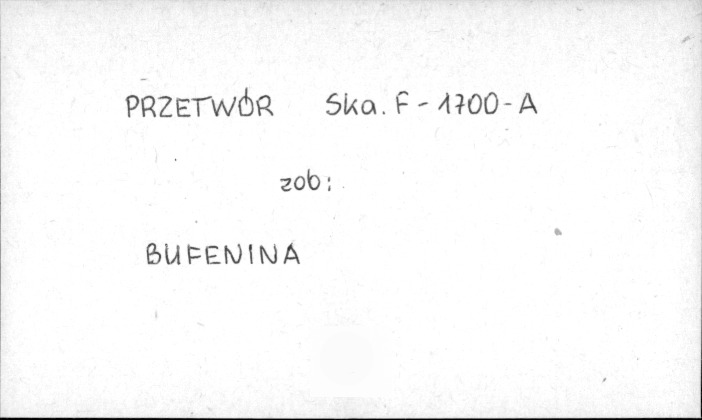 PRZETWÓR Ska. F - 1700 - A
zob:
BUFENINA